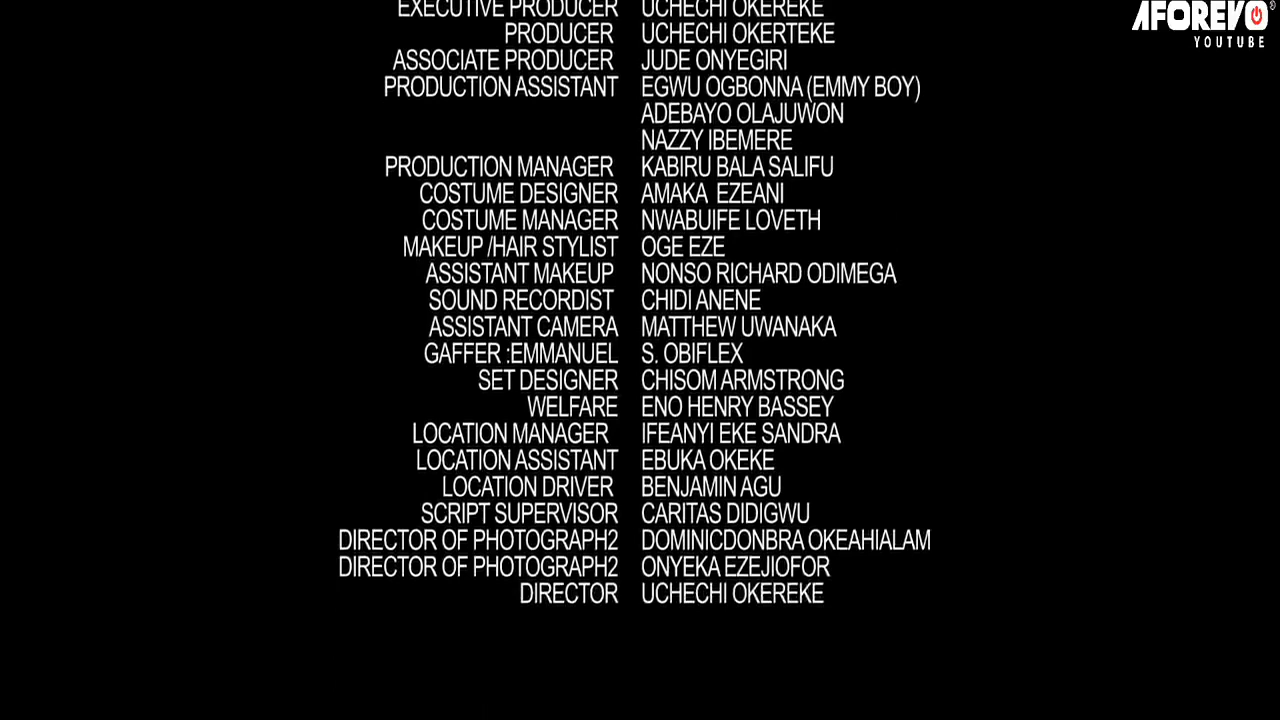 EXECUTIVE PRODUCER UCHECHI OKEREKE
PRODUCER UCHECHI OKERTEKE
ASSOCIATE PRODUCER JUDE ONYEGIRI
PRODUCTION ASSISTANT EGWU OGBONNA (EMMY BOY)
ADEBAYO OLAJUWON
NAZZY IBEMERE
PRODUCTION MANAGER KABIRU BALA SALIFU
COSTUME DESIGNER AMAKA EZEANI
COSTUME MANAGER NWABUIFE LOVETH
MAKEUP /HAIR STYLIST OGE EZE
ASSISTANT MAKEUP NONSO RICHARD ODIMEGA
SOUND RECORDIST CHIDI ANENE
ASSISTANT CAMERA MATTHEW UWANAKA
GAFFER :EMMANUEL S. OBIFLEX
SET DESIGNER CHISOM ARMSTRONG
WELFARE ENO HENRY BASSEY
LOCATION MANAGER IFEANYI EKE SANDRA
LOCATION ASSISTANT EBUKA OKEKE
LOCATION DRIVER BENJAMIN AGU
SCRIPT SUPERVISOR CARITAS DIDIGWU
DIRECTOR OF PHOTOGRAPH2 DOMINICDONBRA OKEAHIALAM
DIRECTOR OF PHOTOGRAPH2 ONYEKA EZEJIOFOR
DIRECTOR UCHECHI OKEREKE
AFOREVO®
YOUTUBE